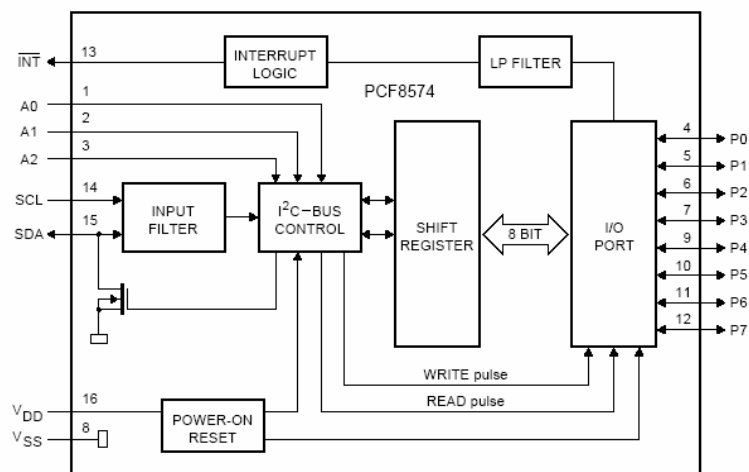 13
INT
INTERRUPT
LOGIC
LP FILTER
PCF8574
1
A0
2
A1
3
A2
14
SCL
15
SDA
INPUT
FILTER
I²C–BUS
CONTROL
SHIFT
REGISTER
8 BIT
I/O
PORT
4
P0
5
P1
6
P2
7
P3
9
P4
10
P5
11
P6
12
P7
WRITE pulse
READ pulse
16
VDD
8
VSS
POWER-ON
RESET